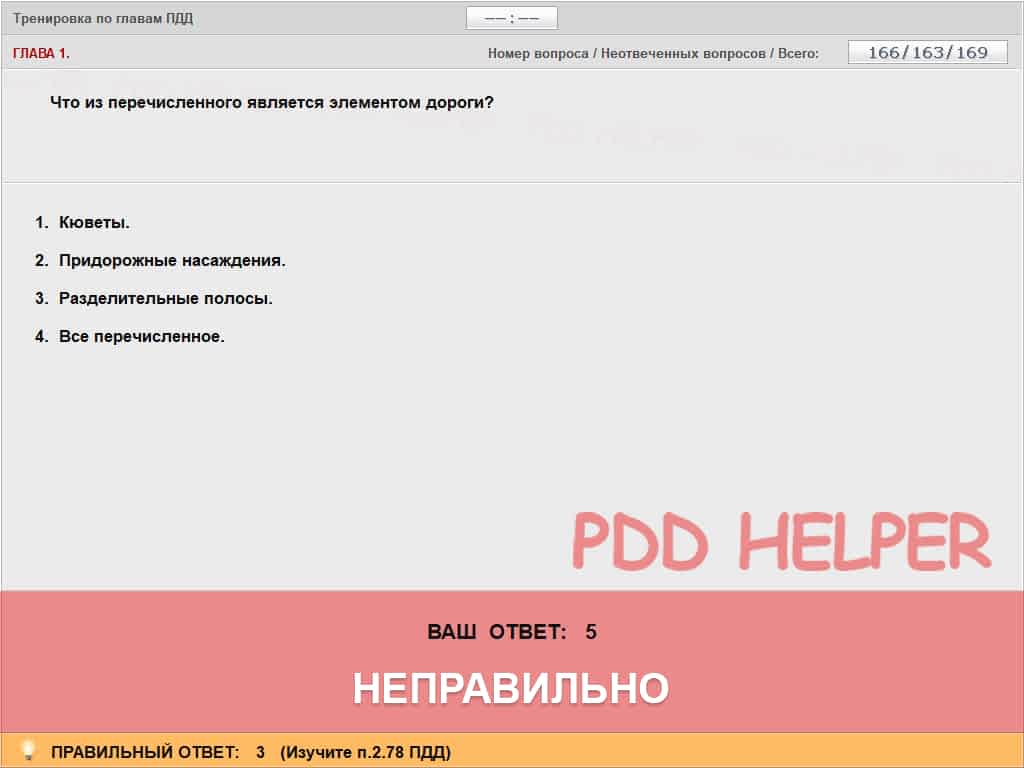 Тренировка по главам ПДД
—— : ——
ГЛАВА 1.
Номер вопроса / Неотвеченных вопросов / Всего:
166/163/169
Что из перечисленного является элементом дороги?
1. Кюветы.
2. Придорожные насаждения.
3. Разделительные полосы.
4. Все перечисленное.
PDD HELPER
ВАШ ОТВЕТ: 5
НЕПРАВИЛЬНО
ПРАВИЛЬНЫЙ ОТВЕТ: 3 (Изучите п.2.78 ПДД)